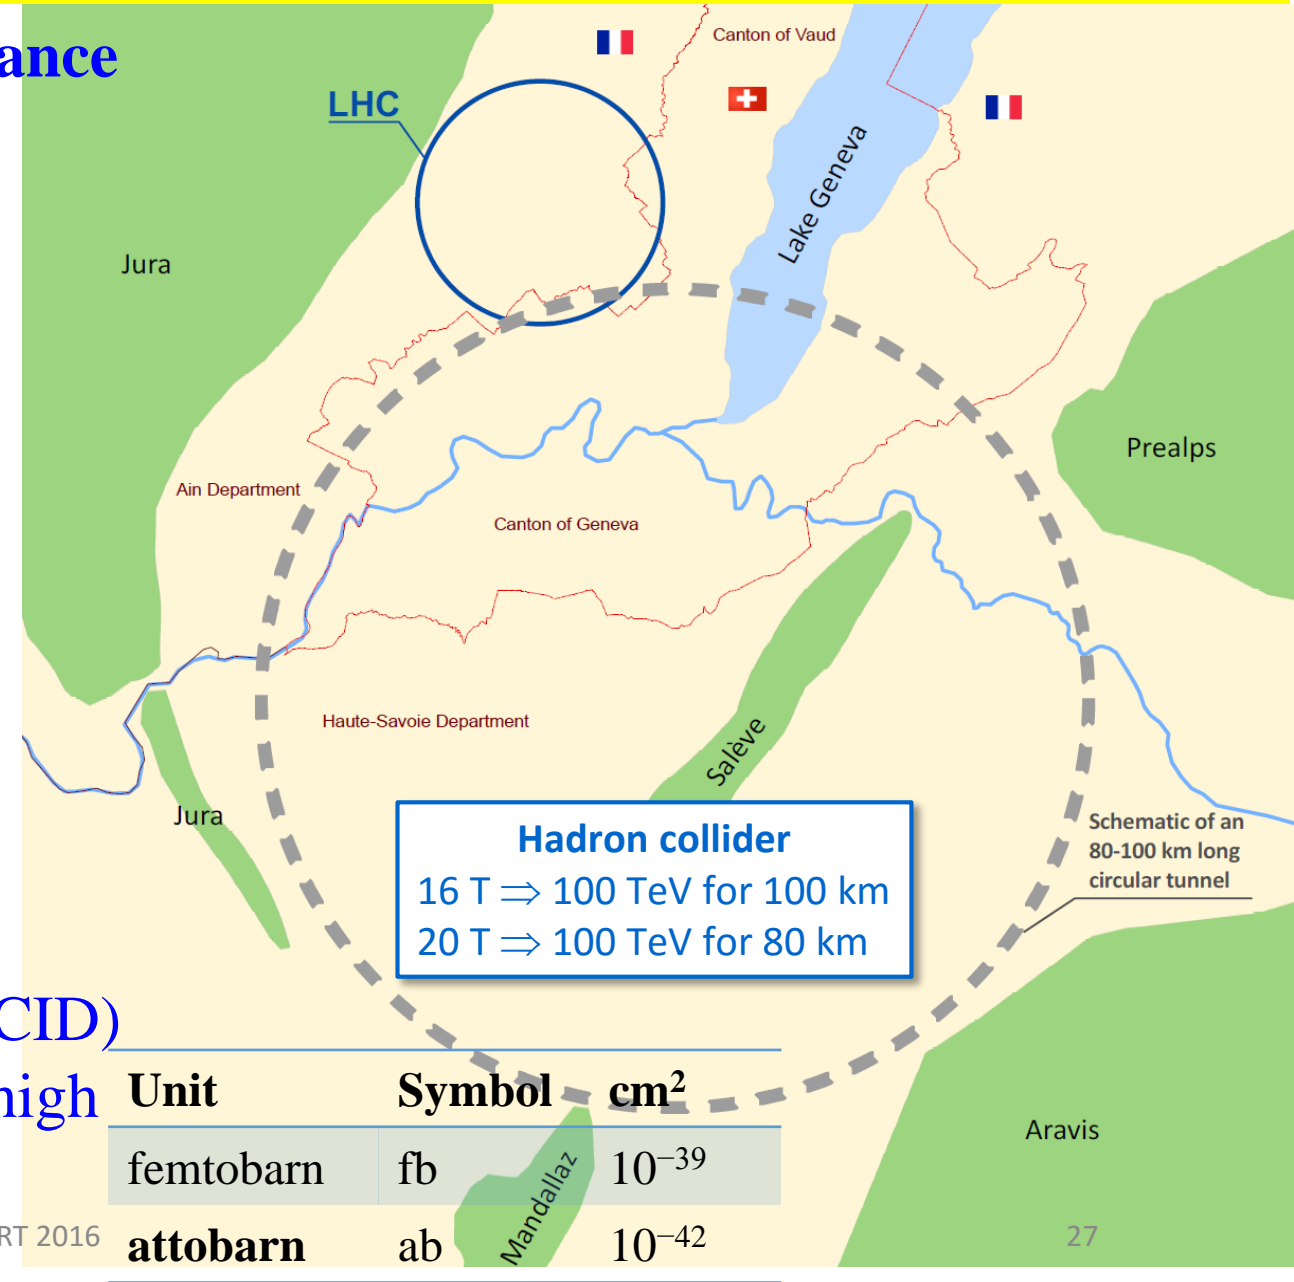 ance
Canton of Vaud
LHC
Lake Geneva
Jura
Prealps
Ain Department
Canton of Geneva
Haute-Savoie Department
Salève
Jura
Hadron collider
16 T ⇒ 100 TeV for 100 km
20 T ⇒ 100 TeV for 80 km
Schematic of an
80-100 km long
circular tunnel
CID)
high
Unit Symbol cm²
femtobarn fb 10⁻³⁹
attobarn ab 10⁻⁴²
Mandallaz
Aravis
RT 2016
27